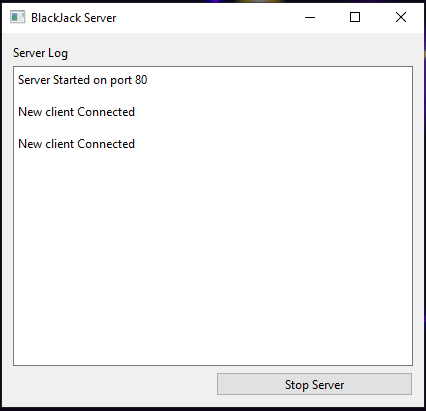 BlackJack Server
Server Log
Server Started on port 80
New client Connected
New client Connected
Stop Server